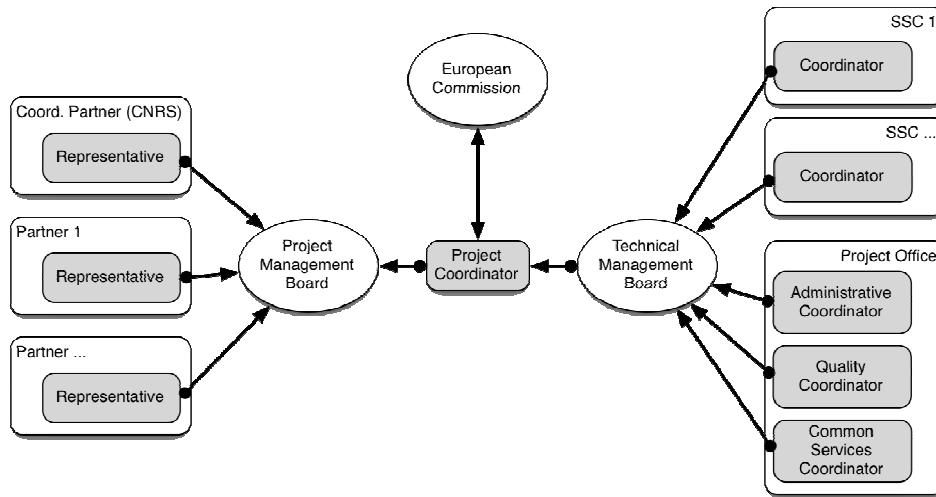 Coord. Partner (CNRS)
Representative
Partner 1
Representative
Partner ...
Representative
Project
Management
Board
European
Commission
Project
Coordinator
Technical
Management
Board
SSC 1
Coordinator
SSC ...
Coordinator
Project Office
Administrative
Coordinator
Quality
Coordinator
Common
Services
Coordinator